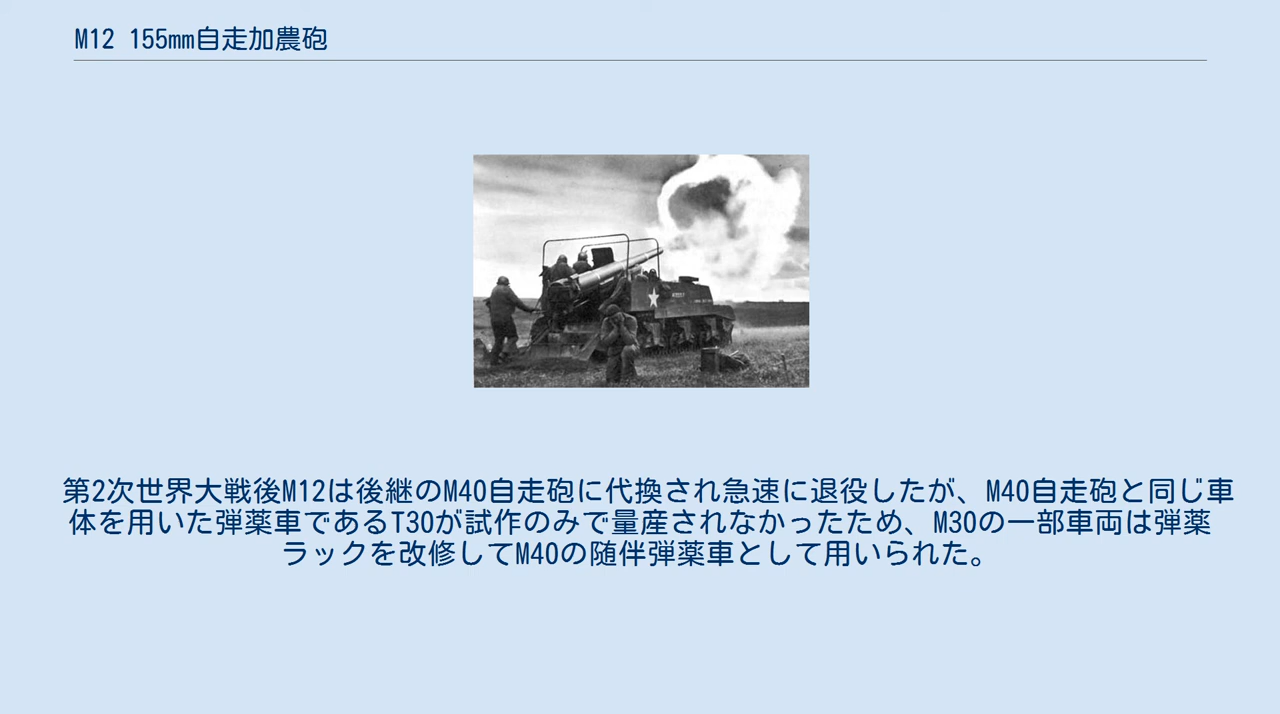 M12 155mm自走加農砲
第2次世界大戦後M12は後継のM40自走砲に代換され急速に退役したが、M40自走砲と同じ車
体を用いた弾薬車であるT30が試作のみで量産されなかったため、M30の一部車両は弾薬
ラックを改修してM40の随伴弾薬車として用いられた。